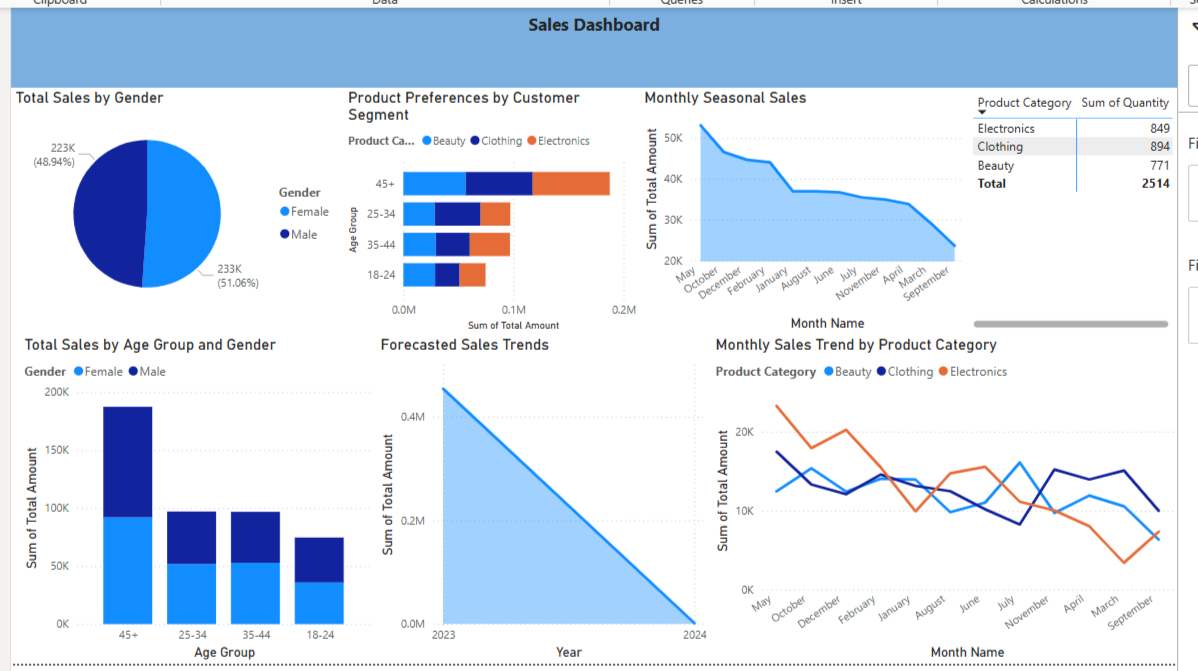 Clipboard
Data
Queries
Insert
Calculations
Sales Dashboard
Total Sales by Gender
223K
(48.94%)
233K
(51.06%)
Gender
Female
Male
Product Preferences by Customer
Segment
Product Ca... Beauty Clothing Electronics
Age Group
45+
25-34
35-44
18-24
0.0M 0.1M 0.2M
Sum of Total Amount
Monthly Seasonal Sales
Sum of Total Amount
50K
40K
30K
20K
May October December February January August June July November April March September
Month Name
Product Category Sum of Quantity
Electronics 849
Clothing 894
Beauty 771
Total 2514
Total Sales by Age Group and Gender
Gender Female Male
Sum of Total Amount
200K
150K
100K
50K
0K
45+ 25-34 35-44 18-24
Age Group
Forecasted Sales Trends
Sum of Total Amount
0.4M
0.2M
0.0M
2023 2024
Year
Monthly Sales Trend by Product Category
Product Category Beauty Clothing Electronics
Sum of Total Amount
20K
10K
0K
May October December February January August June July November April March September
Month Name